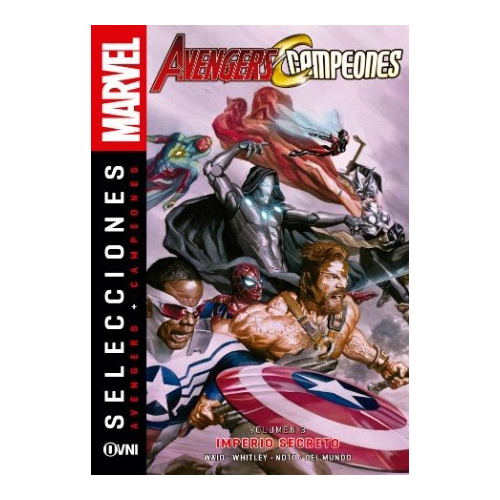 MARVEL
SELECCIONES
AVENGERS + CAMPEONES
OVNI
AVENGERS CAMPEONES
VOLUMEN 3
IMPERIO SECRETO
WAID - WHITLEY - NOTO - DEL MUNDO